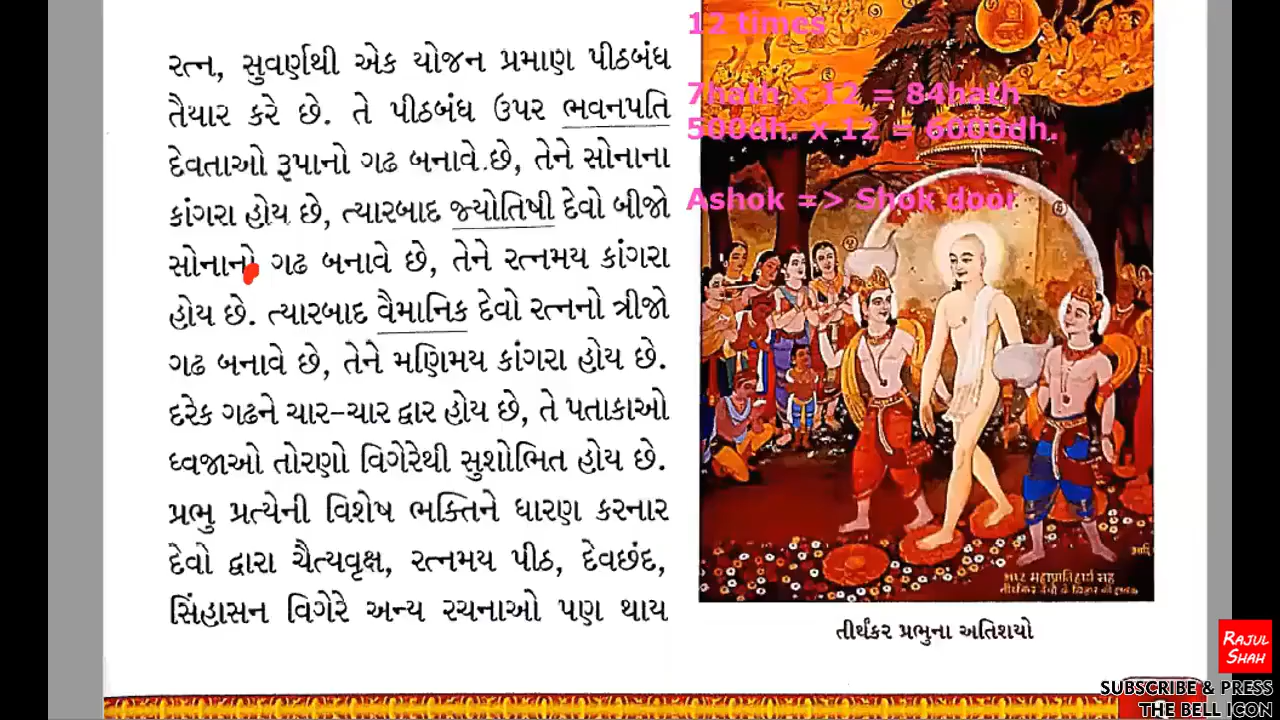 રત્ન, સુવર્ણથી એક યોજન પ્રમાણ પીઠબંધ
તૈયાર કરે છે. તે પીઠબંધ ઉપર ભવનપતિ
દેવતાઓ રૂપાનો ગઢ બનાવે છે, તેને સોનાના
કાંગરા હોય છે, ત્યારબાદ જ્યોતિષી દેવો બીજો
સોનાનો ગઢ બનાવે છે, તેને રત્નમય કાંગરા
હોય છે. ત્યારબાદ વૈમાનિક દેવો રત્નનો ત્રીજો
ગઢ બનાવે છે, તેને મણિમય કાંગરા હોય છે.
દરેક ગઢને ચાર-ચાર દ્વાર હોય છે, તે પતાકાઓ
ધ્વજાઓ તોરણો વિગેરેથી સુશોભિત હોય છે.
પ્રભુ પ્રત્યેની વિશેષ ભક્તિને ધારણ કરનાર
દેવો દ્વારા ચૈત્યવૃક્ષ, રત્નમય પીઠ, દેવછંદ,
સિંહાસન વિગેરે અન્ય રચનાઓ પણ થાય
12 times
7hath x 12 = 84hath
500dh. x 12 = 6000dh.
Ashok => Shok door
તીર્થંકર પ્રભુના અતિશયો
RAJUL
SHAH
SUBSCRIBE & PRESS
THE BELL ICON